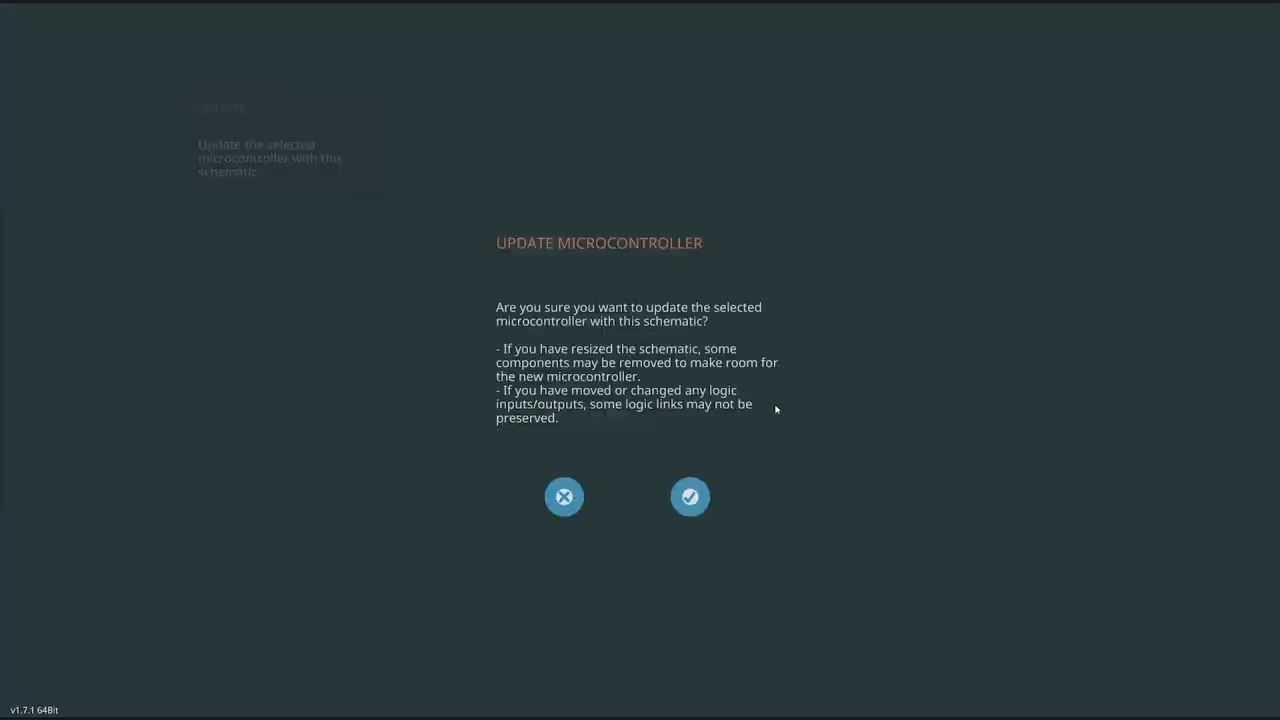 Update the selected
microcontroller with this
schematic.
UPDATE MICROCONTROLLER
Are you sure you want to update the selected
microcontroller with this schematic?
- If you have resized the schematic, some
components may be removed to make room for
the new microcontroller.
- If you have moved or changed any logic
inputs/outputs, some logic links may not be
preserved.
v1.7.1 64Bit